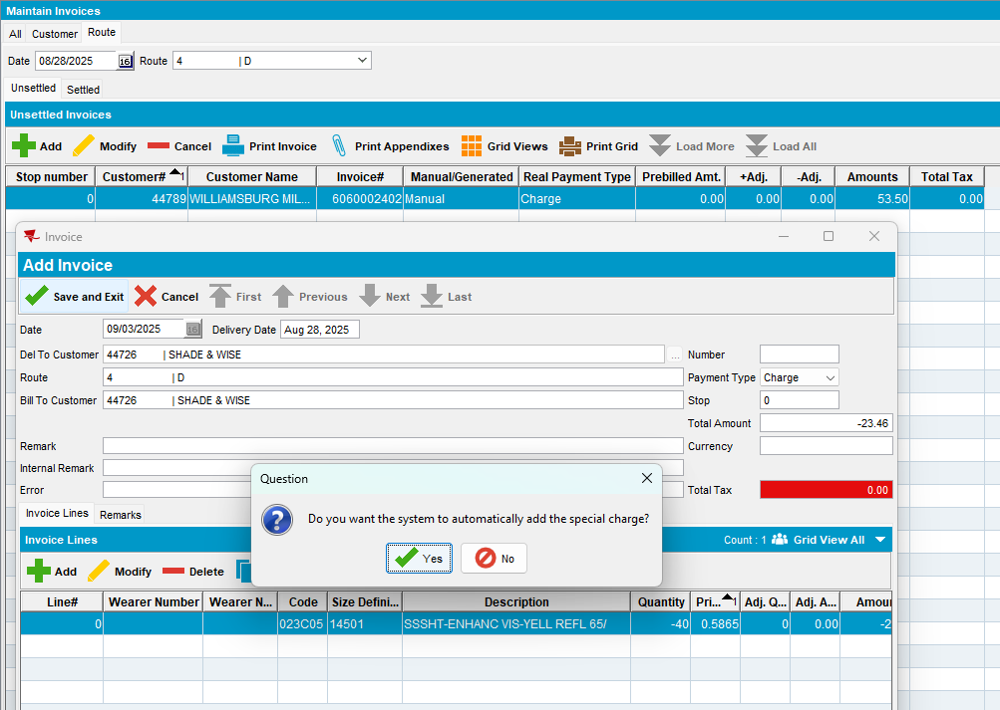 Maintain Invoices
All Customer Route
Date 08/28/2025 16 Route 4 | D
Unsettled Settled
Unsettled Invoices
Add Modify Cancel Print Invoice Print Appendixes Grid Views Print Grid Load More Load All
Stop number Customer# 1 Customer Name Invoice# Manual/Generated Real Payment Type Prebilled Amt. +Adj. -Adj. Amounts Total Tax
0 44789 WILLIAMSBURG MIL... 6060002402 Manual Charge 0.00 0.00 0.00 53.50 0.00
Invoice
Add Invoice
Save and Exit Cancel First Previous Next Last
Date 09/03/2025 16 Delivery Date Aug 28, 2025
Del To Customer 44726 | SHADE & WISE ... Number
Route 4 | D Payment Type Charge
Bill To Customer 44726 | SHADE & WISE Stop 0
Total Amount -23.46
Remark Currency
Internal Remark
Error Total Tax 0.00
Question
Do you want the system to automatically add the special charge?
Yes No
Invoice Lines Remarks
Invoice Lines Count : 1 Grid View All
Add Modify Delete
Line# Wearer Number Wearer N... Code Size Defini... Description Quantity Pri... 1 Adj. Q... Adj. A... Amoun
0 023C05 14501 SSSHT-ENHANC VIS-YELL REFL 65/ -40 0.5865 0 0.00 -2